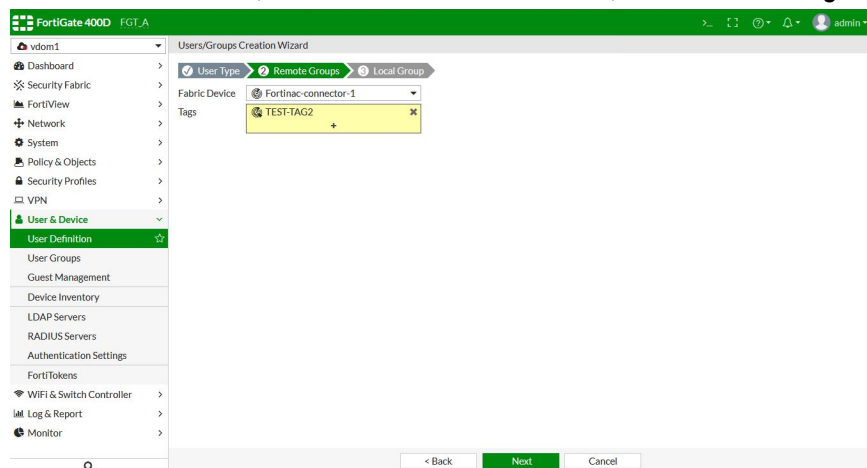 FortiGate 400D FGT_A
>_
admin
vdom1
Users/Groups Creation Wizard
Dashboard
Security Fabric
FortiView
Network
System
Policy & Objects
Security Profiles
VPN
User & Device
User Definition
User Groups
Guest Management
Device Inventory
LDAP Servers
RADIUS Servers
Authentication Settings
FortiTokens
WiFi & Switch Controller
Log & Report
Monitor
User Type 2 Remote Groups 3 Local Group
Fabric Device Fortinac-connector-1
Tags TEST-TAG2
+
< Back Next Cancel